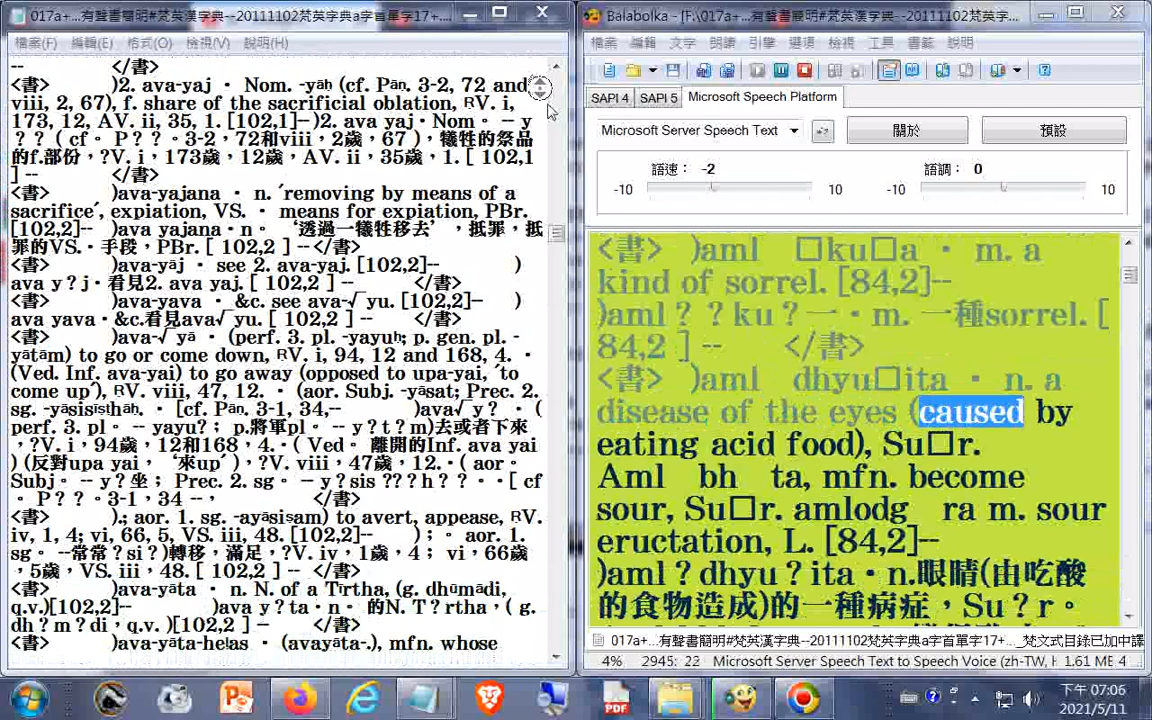 017a+...有聲書簡明#梵英漢字典--20111102梵英字典a字首單字17+...
檔案(F) 編輯(E) 格式(O) 檢視(V) 說明(H)
-- </書>
<書> )2. ava-yaj · Nom. -yāḥ (cf. Pāṇ. 3-2, 72 and
viii, 2, 67), f. share of the sacrificial oblation, RV. i,
173, 12, AV. ii, 35, 1. [102,1]--)2. ava yaj·Nom。--y
？？ ( cf。P？？。3-2，72和viii，2歲，67 )，犧牲的祭品
的f.部份，?V. i，173歲，12歲，AV. ii，35歲，1. [ 102,1
] -- </書>
<書> )ava-yajana · n. ‘removing by means of a
sacrifice’, expiation, VS. · means for expiation, PBr.
[102,2]-- )ava yajana·n。‘透過一犧牲移去’，抵罪，抵
罪的VS.·手段，PBr. [ 102,2 ] --</書>
<書> )ava-yāj · see 2. ava-yaj. [102,2]-- )
ava y？j·看見2. ava yaj. [ 102,2 ] </書>
<書> )ava-yava · &c. see ava-√yu. [102,2]-- )
ava yava·&c.看見ava√yu. [ 102,2 ] </書>
<書> )ava-√yā · (perf. 3. pl. -yayuḥ; p. gen. pl. -
yātām) to go or come down, RV. i, 94, 12 and 168, 4. ·
(Ved. Inf. ava-yai) to go away (opposed to upa-yai, ‘to
come up’), RV. viii, 47, 12. · (aor. Subj. -yāsat; Prec. 2.
sg. -yāsisīṣṭhāḥ. · [cf. Pāṇ. 3-1, 34,-- )ava√y？·(
perf. 3. pl。--yayu?；p.將軍pl。--y？t？m)去或者下來
，?V. i，94歲，12和168，4.·( Ved。離開的Inf. ava yai
) (反對upa yai，‘來up’)，?V. viii，47歲，12.·( aor。
Subj。--y？坐；Prec. 2. sg。--y？sis ???h？。·[ cf
。P？？。3-1，34 --， </書>
<書> ).; aor. 1. sg. -ayāsiṣam) to avert, appease, RV.
iv, 1, 4; vi, 66, 5, VS. iii, 48. [102,2]-- )；。aor. 1.
sg。--常常？si？)轉移，滿足，?V. iv，1歲，4；vi，66歲
，5歲，VS. iii，48. [ 102,2 ] </書>
<書> )ava-yāta · n. N. of a Tīrtha, (g. dhūmādi,
q.v.)[102,2]-- )ava y？ta·n· 的N. T？rtha，( g.
dh？m？di，q.v. )[102,2 ] -- </書>
<書> )ava-yāta-heḷas · (avayāta-.), mfn. whose
Balabolka - [F:\017a+...有聲書簡明#梵英漢字典--20111102梵英字...
檔案 編輯 文字 朗讀 引擎 選項 檢視 工具 書籤 說明
SAPI 4 SAPI 5 Microsoft Speech Platform
Microsoft Server Speech Text 關於 預設
語速： -2 語調： 0
-10 10 -10 10
<書> )aml □ku□a · m. a
kind of sorrel. [84,2]--
)aml？？ku？一·m. 一種sorrel. [
84,2 ] -- </書>
<書> )aml dhyu□ita · n. a
disease of the eyes (caused by
eating acid food), Su□r.
Aml bh ta, mfn. become
sour, Su□r. amlodg ra m. sour
eructation, L. [84,2]--
)aml？dhyu？ita·n.眼睛(由吃酸
的食物造成)的一種病症，Su？r。
017a+...有聲書簡明#梵英漢字典--20111102梵英字典a字首單字17+..._梵文式目錄已加中譯
4% 2945: 22 Microsoft Server Speech Text to Speech Voice (zh-TW, H 1.61 ME 4
下午 07:06
2021/5/11